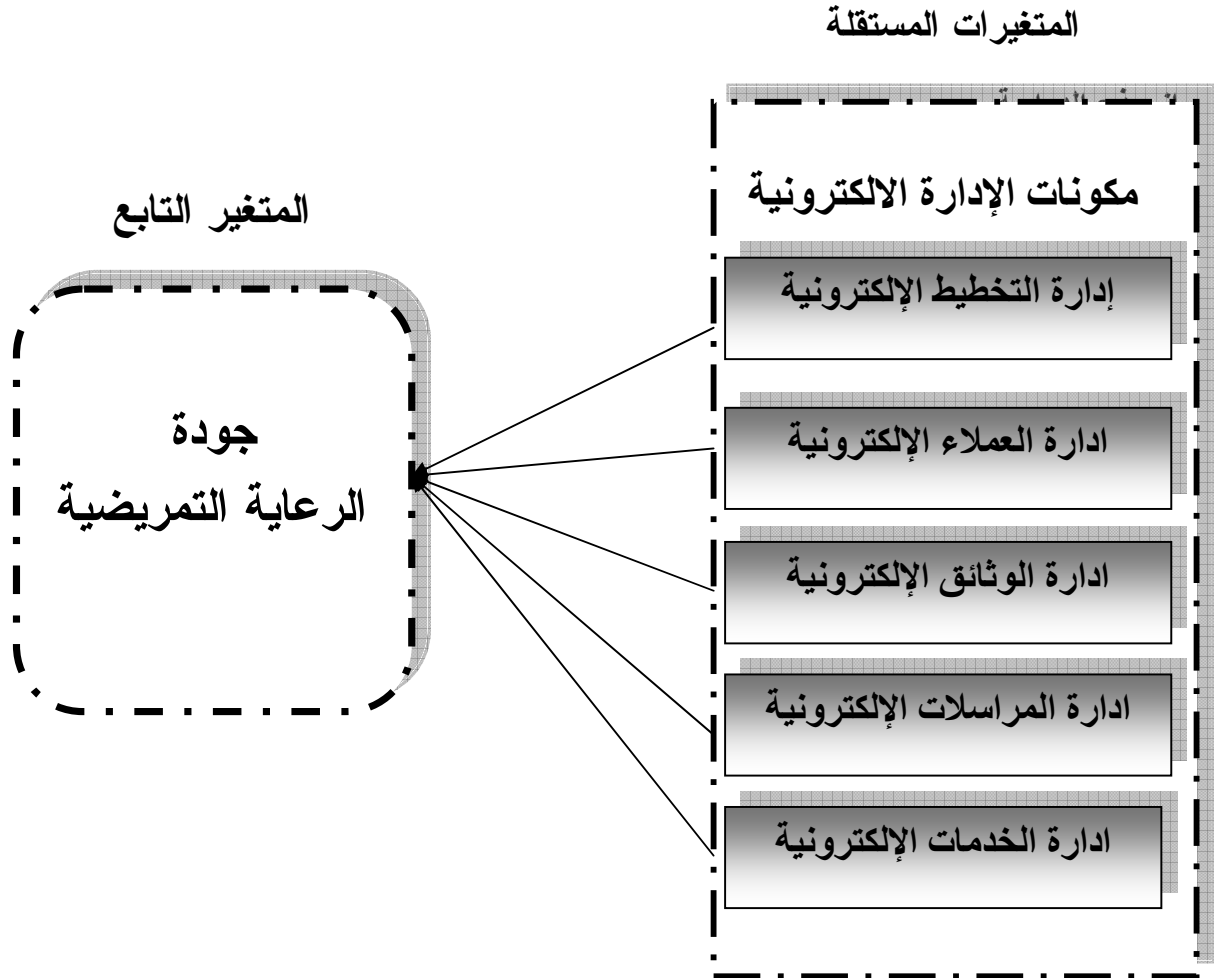 المتغيرات المستقلة
مكونات الإدارة الالكترونية
إدارة التخطيط الإلكترونية
ادارة العملاء الإلكترونية
ادارة الوثائق الإلكترونية
ادارة المراسلات الإلكترونية
ادارة الخدمات الإلكترونية
المتغير التابع
جودة
الرعاية التمريضية